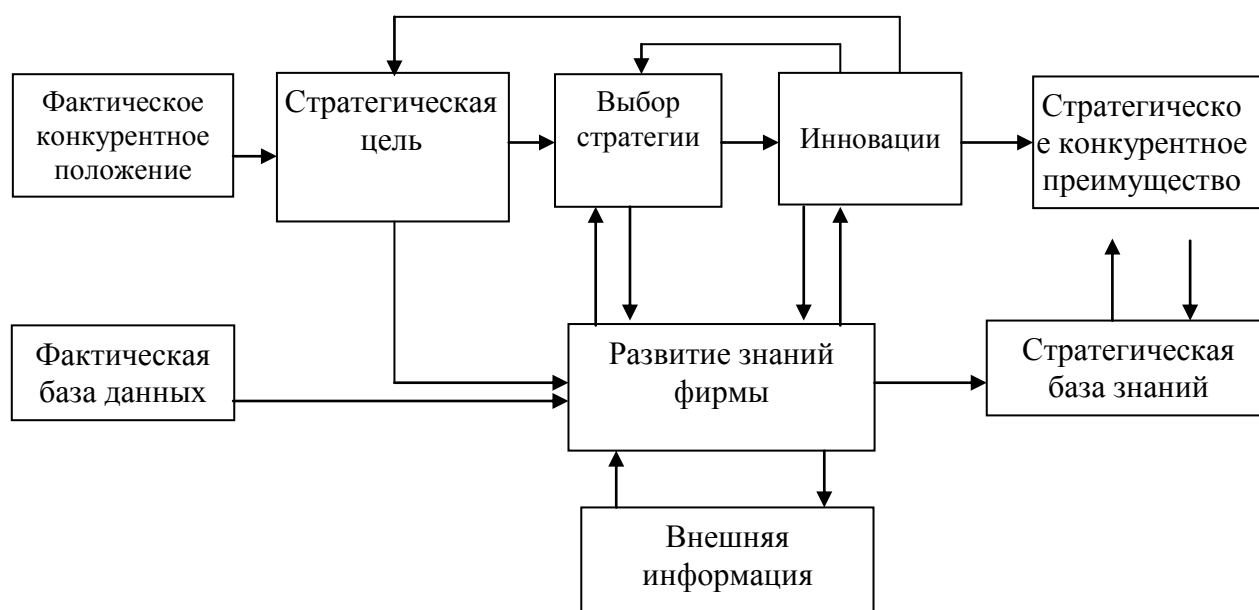 Фактическое
конкурентное
положение
Стратегическая
цель
Выбор
стратегии
Инновации
Стратегическо
е конкурентное
преимущество
Фактическая
база данных
Развитие знаний
фирмы
Стратегическая
база знаний
Внешняя
информация